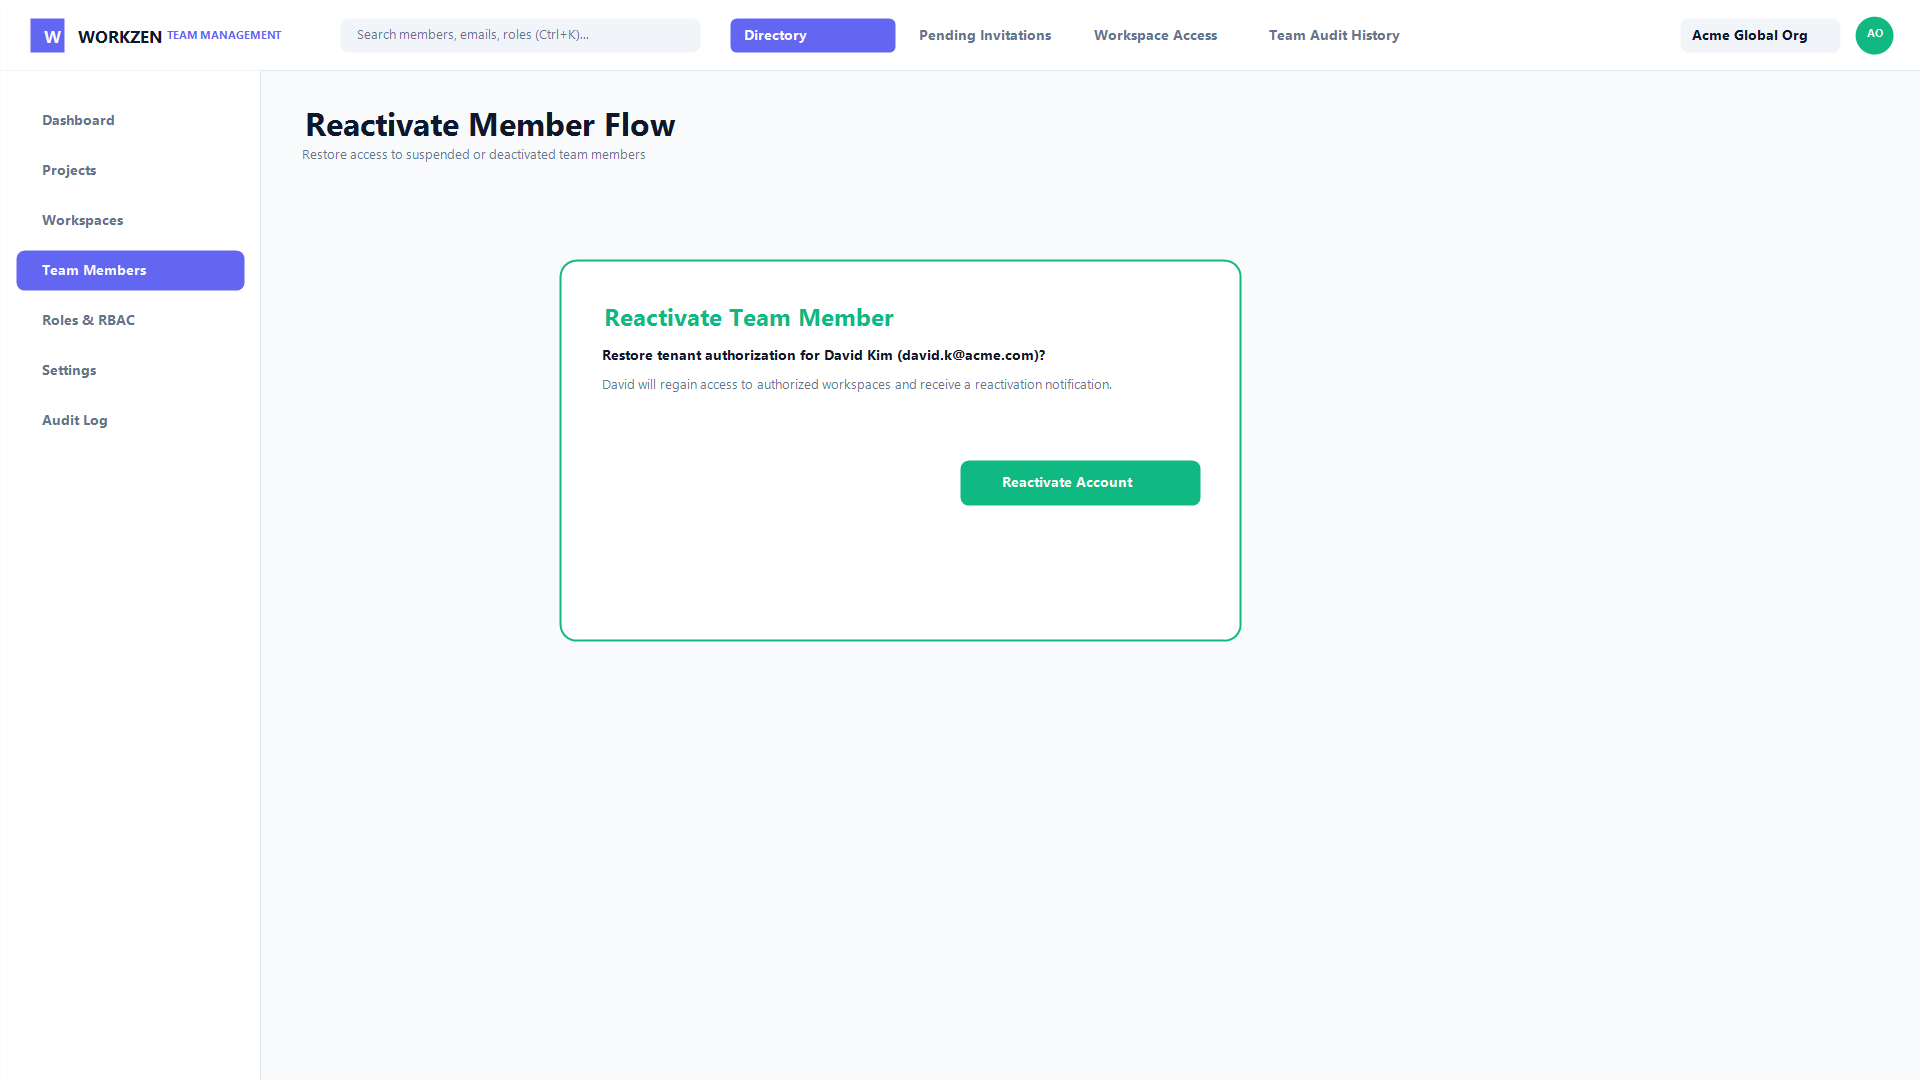 W WORKZEN TEAM MANAGEMENT
Search members, emails, roles (Ctrl+K)...
Directory
Pending Invitations
Workspace Access
Team Audit History
Acme Global Org
AO
Dashboard
Projects
Workspaces
Team Members
Roles & RBAC
Settings
Audit Log
Reactivate Member Flow
Restore access to suspended or deactivated team members
Reactivate Team Member
Restore tenant authorization for David Kim (david.k@acme.com)?
David will regain access to authorized workspaces and receive a reactivation notification.
Reactivate Account